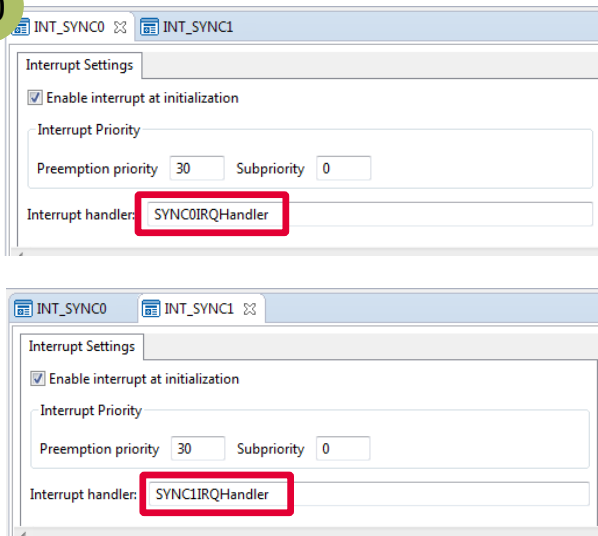 INT_SYNC0 INT_SYNC1
Interrupt Settings
Enable interrupt at initialization
Interrupt Priority
Preemption priority 30 Subpriority 0
Interrupt handler: SYNC0IRQHandler
INT_SYNC0 INT_SYNC1
Interrupt Settings
Enable interrupt at initialization
Interrupt Priority
Preemption priority 30 Subpriority 0
Interrupt handler: SYNC1IRQHandler